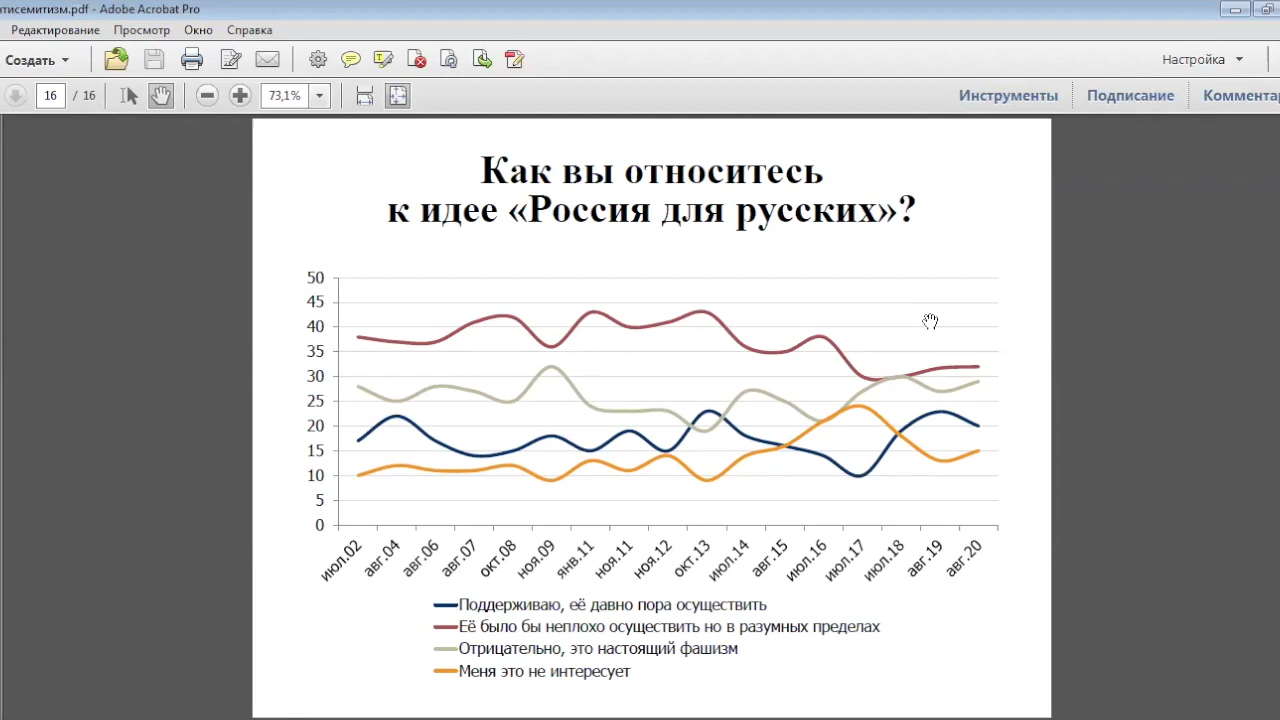 нтисемитизм.pdf - Adobe Acrobat Pro
Редактирование Просмотр Окно Справка
Создать Настройка
16 / 16 73,1% Инструменты Подписание Коммента
Как вы относитесь
к идее «Россия для русских»?
50
45
40
35
30
25
20
15
10
5
0
июл.02 авг.04 авг.06 авг.07 окт.08 ноя.09 янв.11 ноя.11 ноя.12 окт.13 июл.14 авг.15 июл.16 июл.17 июл.18 авг.19 авг.20
Поддерживаю, её давно пора осуществить
Её было бы неплохо осуществить но в разумных пределах
Отрицательно, это настоящий фашизм
Меня это не интересует